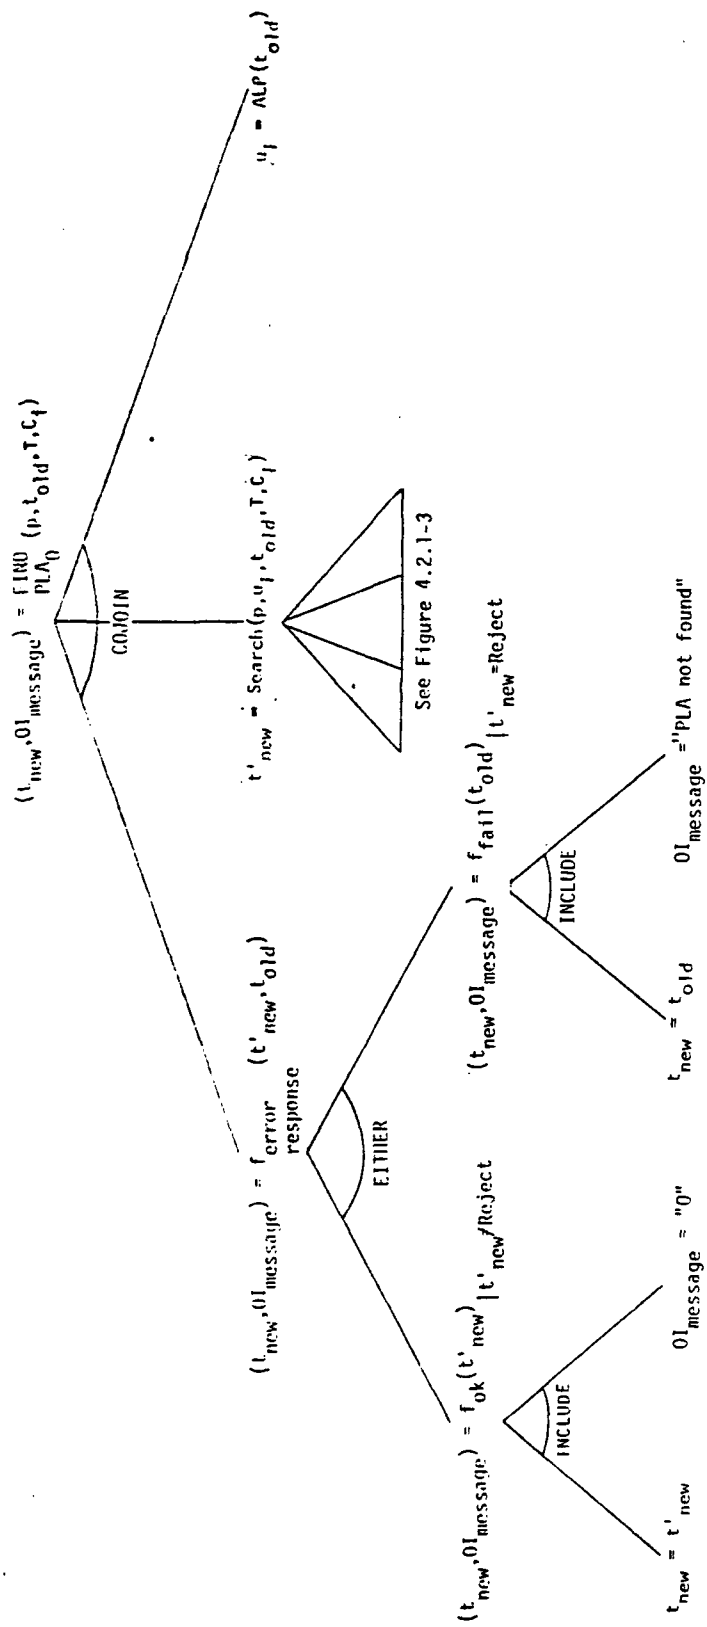 (t_new,OI_message) = FIND PLA_0 (p,t_old,T,C_I)
COJOIN
(t_new,OI_message) = f_error response (t'_new,t_old)
t'_new = Search(p,u_I,t_old,T,C_I)
u_I = ALP(t_old)
EITHER
See Figure 4.2.1-3
(t_new,OI_message) = f_ok(t'_new)|t'_new≠Reject
(t_new,OI_message) = f_fail(t_old)|t'_new=Reject
INCLUDE
INCLUDE
t_new = t'_new
OI_message = "0"
t_new = t_old
OI_message ="PLA not found"